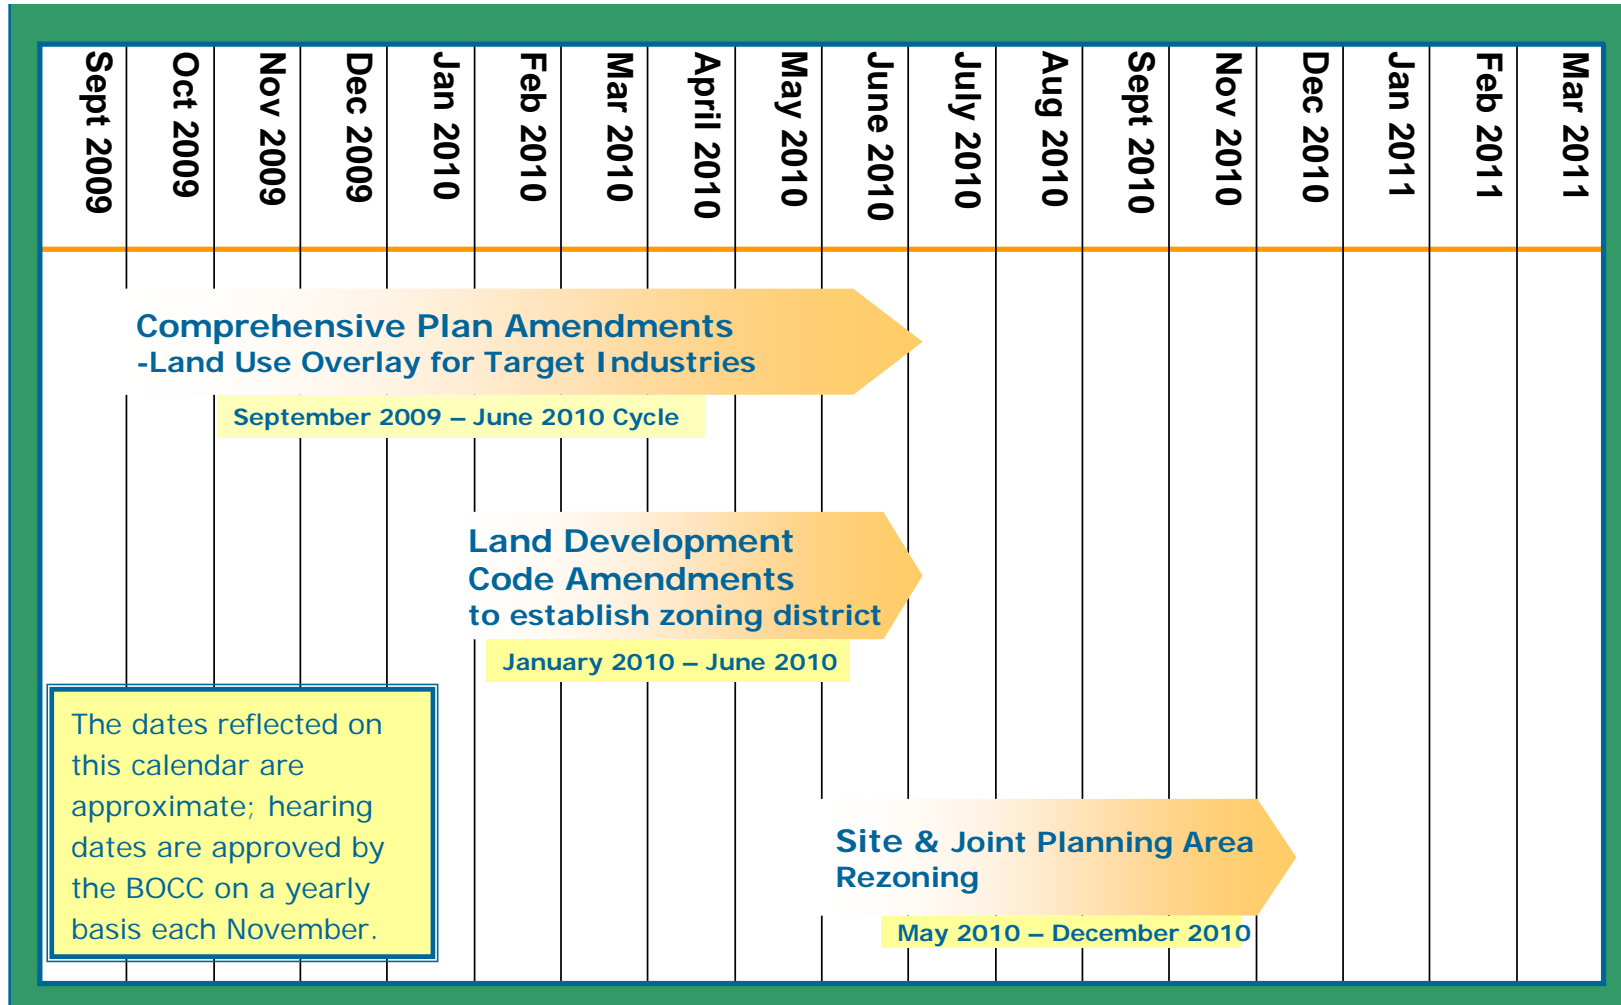 Sept 2009
Oct 2009
Nov 2009
Dec 2009
Jan 2010
Feb 2010
Mar 2010
April 2010
May 2010
June 2010
July 2010
Aug 2010
Sept 2010
Nov 2010
Dec 2010
Jan 2011
Feb 2011
Mar 2011
Comprehensive Plan Amendments
-Land Use Overlay for Target Industries
September 2009 – June 2010 Cycle
Land Development
Code Amendments
to establish zoning district
January 2010 – June 2010
The dates reflected on
this calendar are
approximate; hearing
dates are approved by
the BOCC on a yearly
basis each November.
Site & Joint Planning Area
Rezoning
May 2010 – December 2010